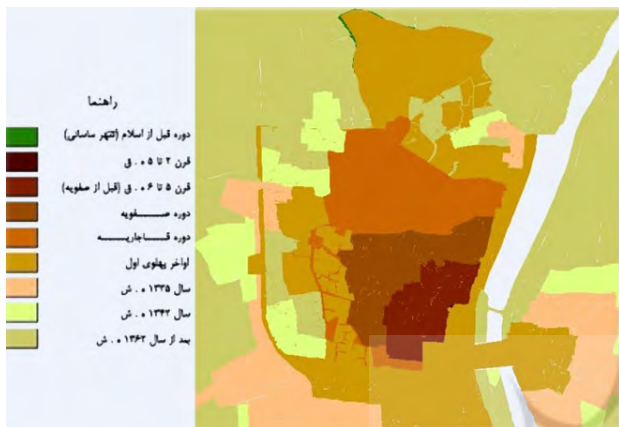 راهنما
دوره قبل از اسلام (شهر ساسانی)
قرن ۲ تا ۵ ه . ق
قرن ۵ تا ۶ ه . ق (قبل از صفویه)
دوره صفویه
دوره قاجاریه
اواخر پهلوی اول
سال ۱۳۳۵ ه . ش
سال ۱۳۴۲ ه . ش
بعد از سال ۱۳۶۲ ه . ش